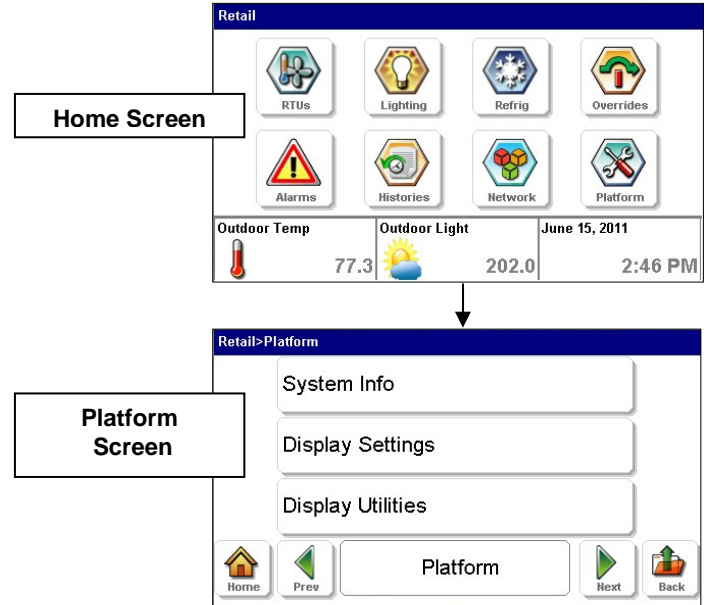 Retail
RTUs
Lighting
Refrig
Overrides
Home Screen
Alarms
Histories
Network
Platform
Outdoor Temp
Outdoor Light
June 15, 2011
77.3
202.0
2:46 PM
Retail>Platform
System Info
Platform
Screen
Display Settings
Display Utilities
Home
Prev
Platform
Next
Back